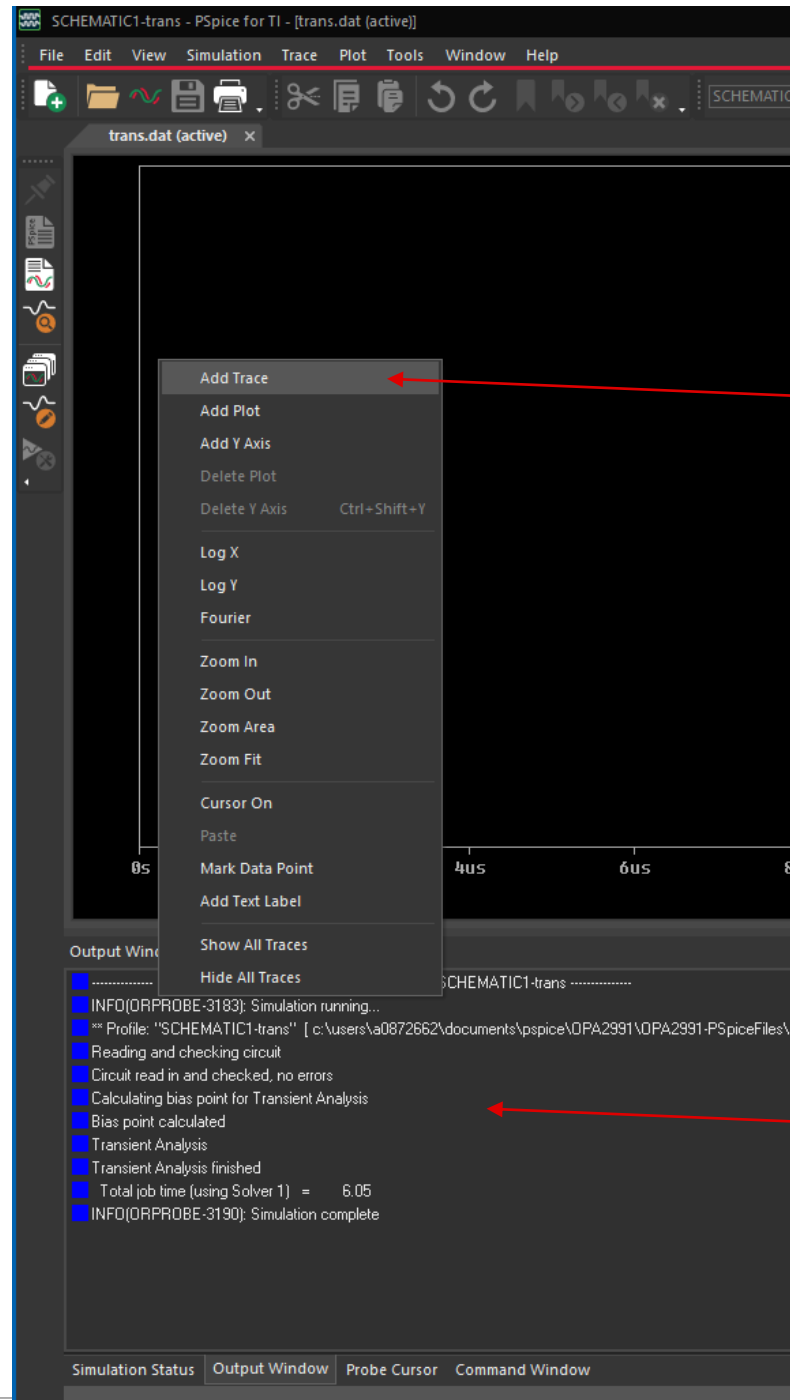 SCHEMATIC1-trans - PSpice for TI - [trans.dat (active)]
File Edit View Simulation Trace Plot Tools Window Help
SCHEMATIC
trans.dat (active) ×
PSpice
Add Trace
Add Plot
Add Y Axis
Delete Plot
Delete Y Axis Ctrl+Shift+Y
Log X
Log Y
Fourier
Zoom In
Zoom Out
Zoom Area
Zoom Fit
Cursor On
Paste
Mark Data Point
Add Text Label
Show All Traces
Hide All Traces
0s 4us 6us 8
Output Wind
--------------- SCHEMATIC1-trans ---------------
INFO(ORPROBE-3183): Simulation running...
** Profile: "SCHEMATIC1-trans" [ c:\users\a0872662\documents\pspice\OPA2991\OPA2991-PSpiceFiles\
Reading and checking circuit
Circuit read in and checked, no errors
Calculating bias point for Transient Analysis
Bias point calculated
Transient Analysis
Transient Analysis finished
Total job time (using Solver 1) = 6.05
INFO(ORPROBE-3190): Simulation complete
Simulation Status Output Window Probe Cursor Command Window